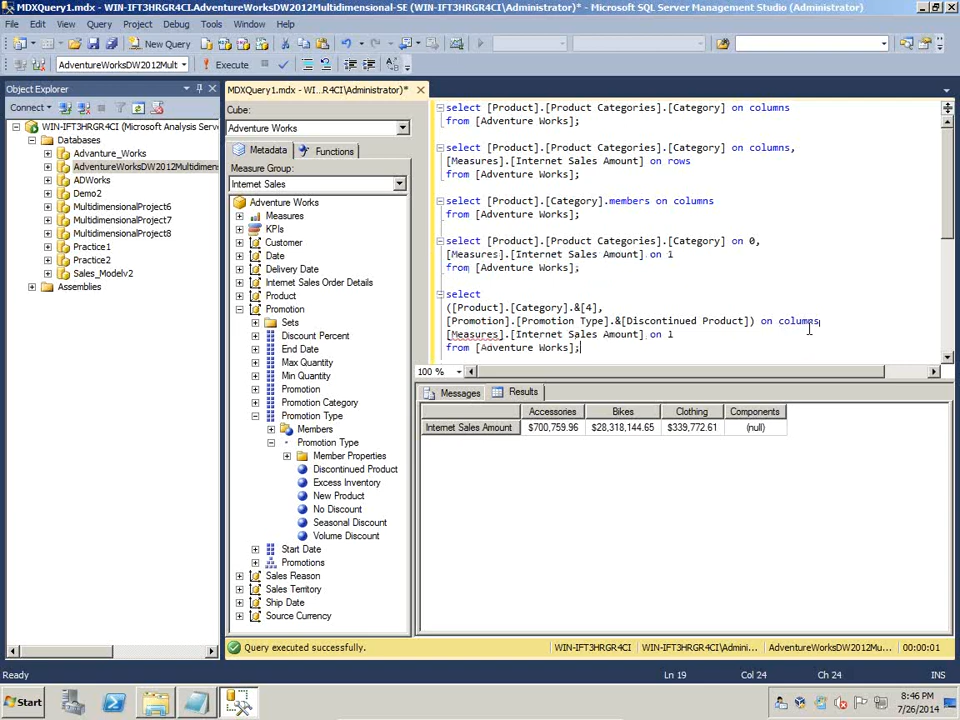 MDXQuery1.mdx - WIN-IFT3HRGR4CI.AdventureWorksDW2012Multidimensional-SE (WIN-IFT3HRGR4CI\Administrator)* - Microsoft SQL Server Management Studio (Administrator)
File Edit View Query Project Debug Tools Window Help
New Query
AdventureWorksDW2012Mult Execute
Object Explorer
Connect
WIN-IFT3HRGR4CI (Microsoft Analysis Serve
Databases
Advanture_Works
AdventureWorksDW2012Multidimens
ADWorks
Demo2
MultidimensionalProject6
MultidimensionalProject7
MultidimensionalProject8
Practice1
Practice2
Sales_Modelv2
Assemblies
MDXQuery1.mdx - WI...R4CI\Administrator)*
Cube:
Adventure Works
Metadata Functions
Measure Group:
Internet Sales
Adventure Works
Measures
KPIs
Customer
Date
Delivery Date
Internet Sales Order Details
Product
Promotion
Sets
Discount Percent
End Date
Max Quantity
Min Quantity
Promotion
Promotion Category
Promotion Type
Members
Promotion Type
Member Properties
Discontinued Product
Excess Inventory
New Product
No Discount
Seasonal Discount
Volume Discount
Start Date
Promotions
Sales Reason
Sales Territory
Ship Date
Source Currency
select [Product].[Product Categories].[Category] on columns
from [Adventure Works];
select [Product].[Product Categories].[Category] on columns,
[Measures].[Internet Sales Amount] on rows
from [Adventure Works];
select [Product].[Category].members on columns
from [Adventure Works];
select [Product].[Product Categories].[Category] on 0,
[Measures].[Internet Sales Amount] on 1
from [Adventure Works];
select
([Product].[Category].&[4],
[Promotion].[Promotion Type].&[Discontinued Product]) on columns
[Measures].[Internet Sales Amount] on 1
from [Adventure Works];
100 %
Messages Results
Accessories Bikes Clothing Components
Internet Sales Amount $700,759.96 $28,318,144.65 $339,772.61 (null)
Query executed successfully. WIN-IFT3HRGR4CI WIN-IFT3HRGR4CI\Admini... AdventureWorksDW2012Mu... 00:00:01
Ready Ln 19 Col 24 Ch 24 INS
Start 8:46 PM
7/26/2014